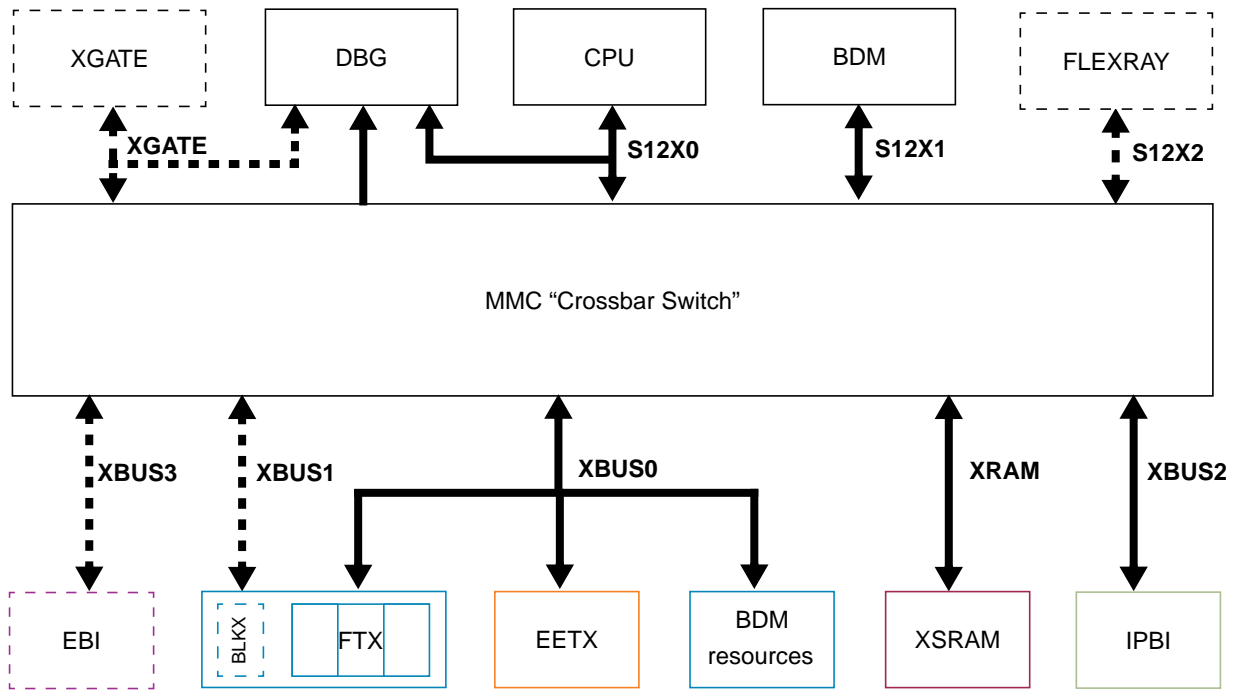 XGATE
DBG
CPU
BDM
FLEXRAY
XGATE
S12X0
S12X1
S12X2
MMC “Crossbar Switch”
XBUS3
XBUS1
XBUS0
XRAM
XBUS2
EBI
BLKX
FTX
EETX
BDM
resources
XSRAM
IPBI